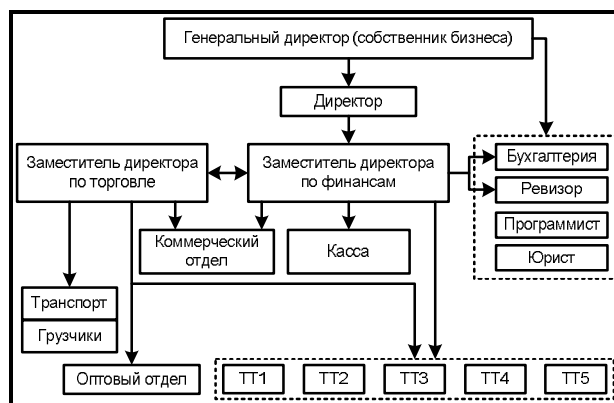 Генеральный директор (собственник бизнеса)
Директор
Заместитель директора
по торговле
Заместитель директора
по финансам
Бухгалтерия
Ревизор
Программист
Юрист
Коммерческий
отдел
Касса
Транспорт
Грузчики
Оптовый отдел
ТТ1
ТТ2
ТТ3
ТТ4
ТТ5